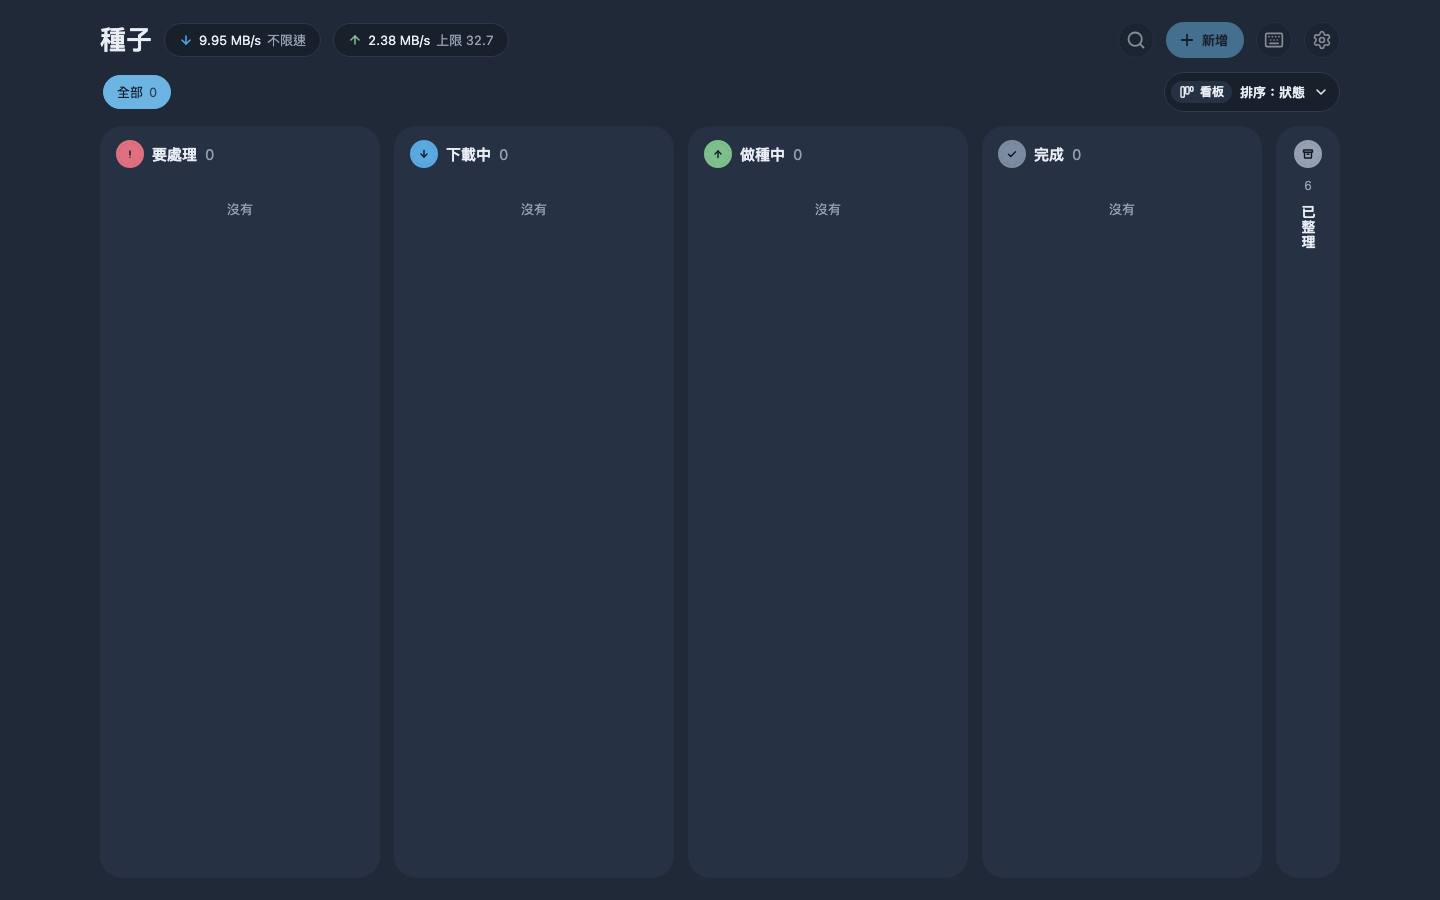 種子 9.95 MB/s 不限速 2.38 MB/s 上限 32.7 新增
全部 0 看板 排序：狀態
要處理 0 下載中 0 做種中 0 完成 0
6
已整理
沒有 沒有 沒有 沒有